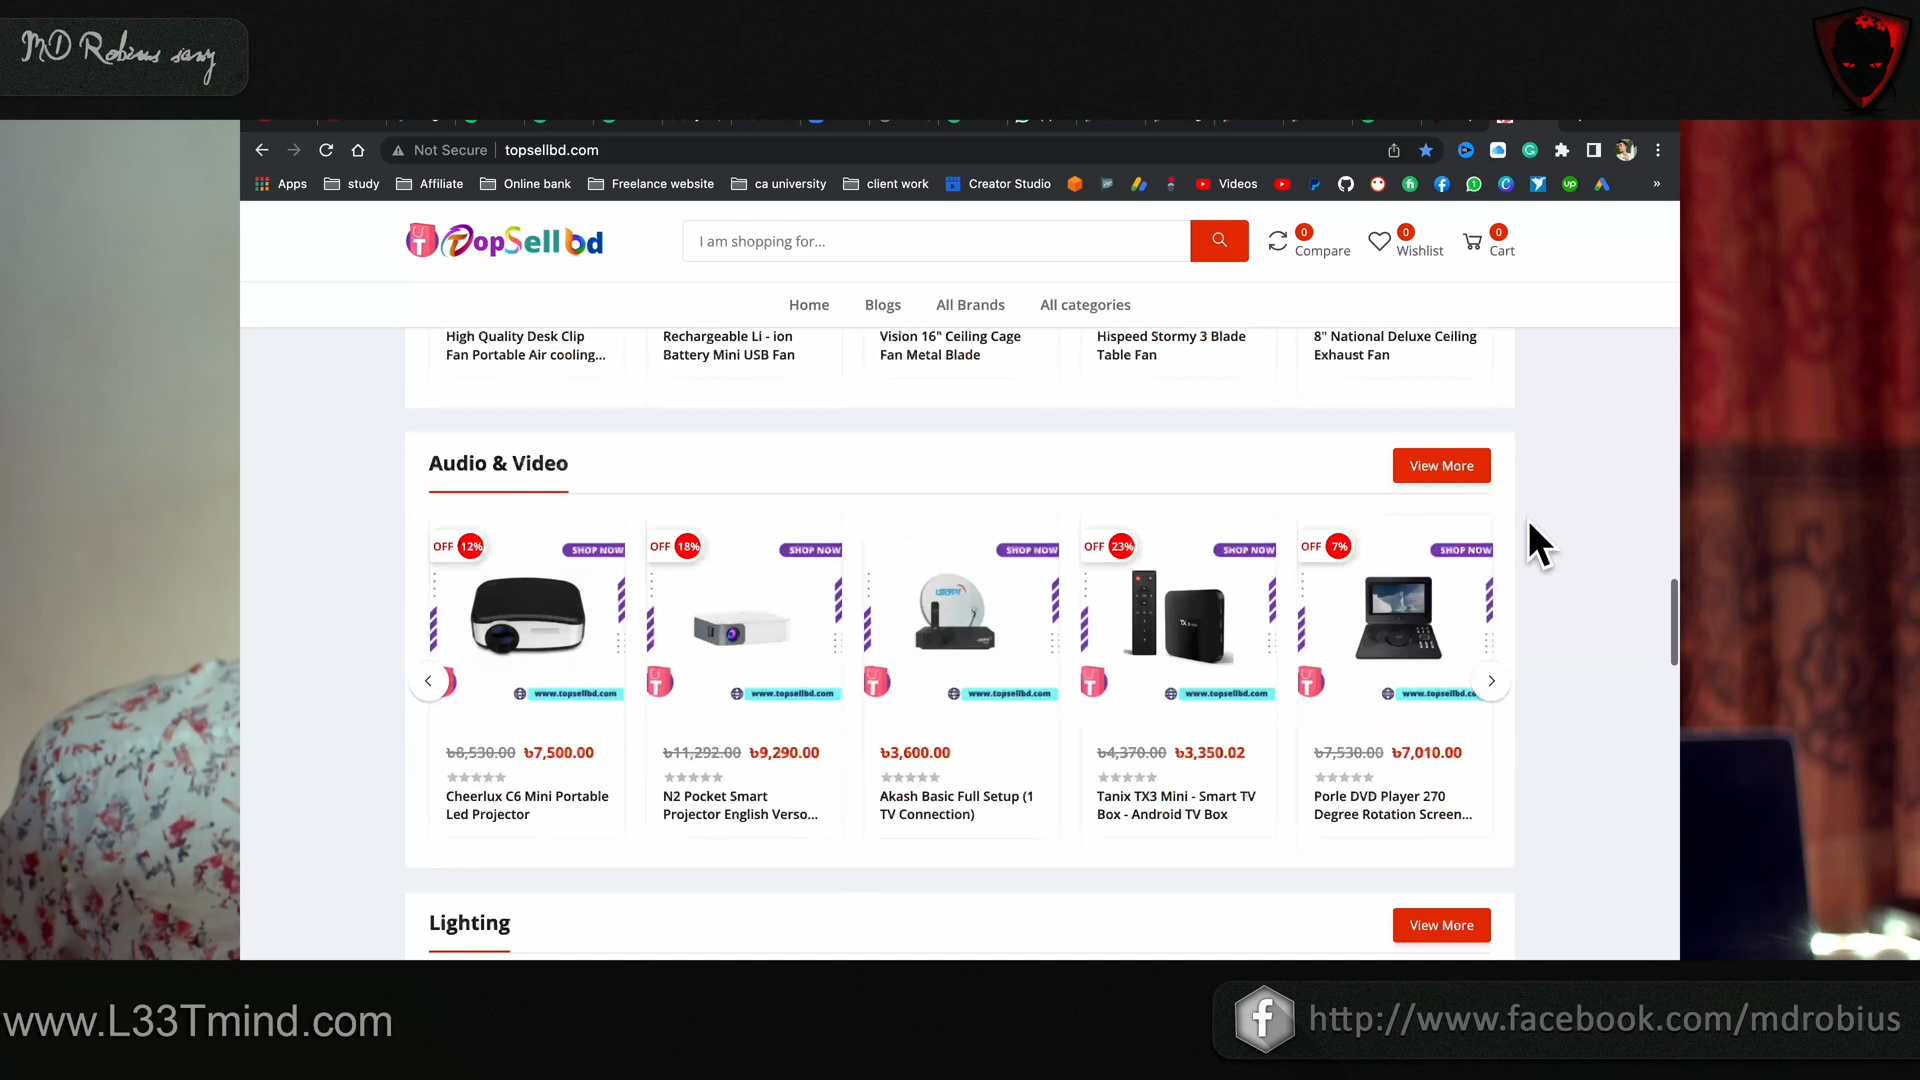 MD Robius sany
Not Secure
topsellbd.com
Apps
study
Affiliate
Online bank
Freelance website
ca university
client work
Creator Studio
Videos
»
TopSell bd
I am shopping for...
0
Compare
0
Wishlist
0
Cart
Home
Blogs
All Brands
All categories
High Quality Desk Clip
Fan Portable Air cooling...
Rechargeable Li - ion
Battery Mini USB Fan
Vision 16" Ceiling Cage
Fan Metal Blade
Hispeed Stormy 3 Blade
Table Fan
8" National Deluxe Ceiling
Exhaust Fan
Audio & Video
View More
OFF 12%
SHOP NOW
www.topsellbd.com
৳8,530.00 ৳7,500.00
Cheerlux C6 Mini Portable
Led Projector
OFF 18%
SHOP NOW
www.topsellbd.com
৳11,292.00 ৳9,290.00
N2 Pocket Smart
Projector English Verso...
SHOP NOW
আকাশ
www.topsellbd.com
৳3,600.00
Akash Basic Full Setup (1
TV Connection)
OFF 23%
SHOP NOW
www.topsellbd.com
৳4,370.00 ৳3,350.02
Tanix TX3 Mini - Smart TV
Box - Android TV Box
OFF 7%
SHOP NOW
www.topsellbd.co
৳7,530.00 ৳7,010.00
Porle DVD Player 270
Degree Rotation Screen...
Lighting
View More
www.L33Tmind.com
http://www.facebook.com/mdrobius